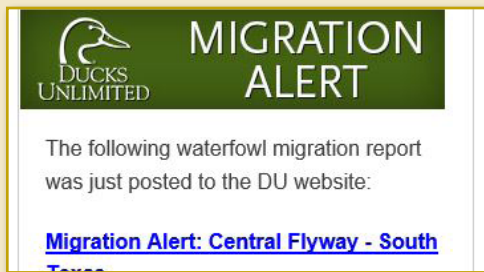 MIGRATION
ALERT
DUCKS
UNLIMITED
The following waterfowl migration report
was just posted to the DU website:
Migration Alert: Central Flyway - South
Texas